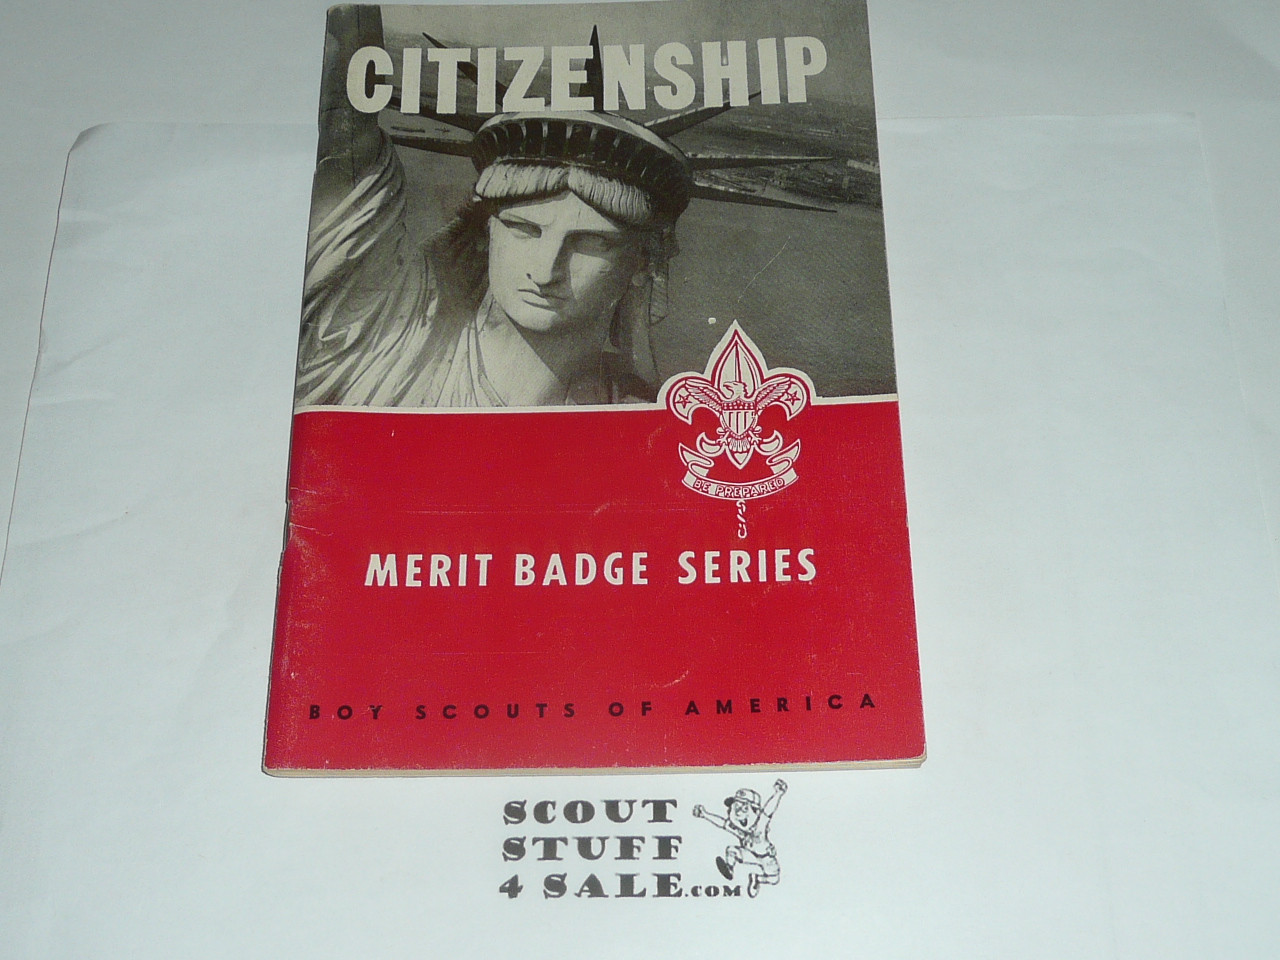 CITIZENSHIP
BE PREPARED
MERIT BADGE SERIES
BOY SCOUTS OF AMERICA
SCOUT
STUFF
4 SALE.COM